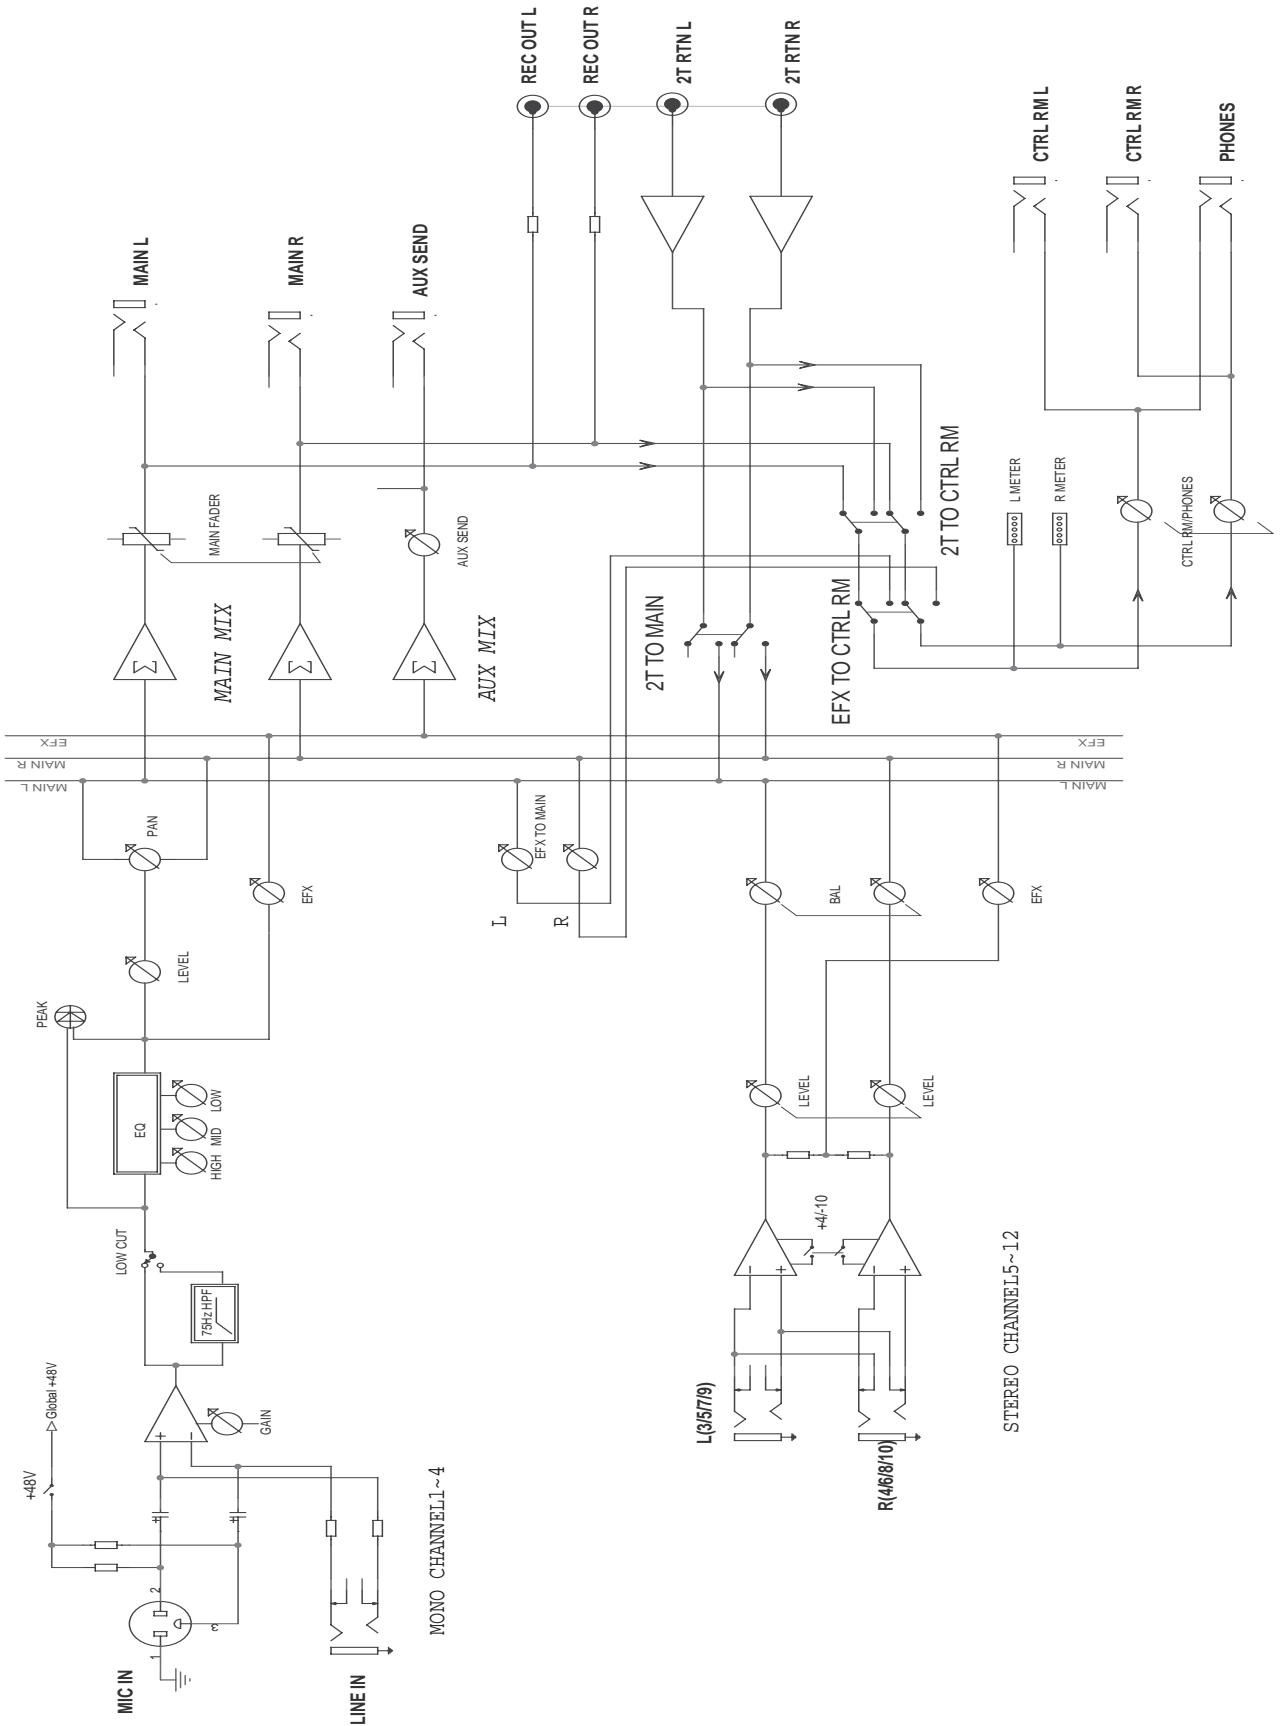 MIC IN
1
2
3
+48V
Global +48V
LINE IN
MONO CHANNEL1~4
GAIN
75Hz HPF
LOW CUT
EQ
HIGH
MID
LOW
PEAK
LEVEL
PAN
EFX
MAIN L
MAIN R
EFX
MAIN MIX
AUX MIX
MAIN FADER
AUX SEND
MAIN L
MAIN R
AUX SEND
REC OUT L
REC OUT R
2T RTN L
2T RTN R
L(3/5/7/9)
R(4/6/8/10)
STEREO CHANNEL5~12
+4/-10
LEVEL
LEVEL
BAL
EFX
L
R
EFX TO MAIN
MAIN L
MAIN R
EFX
2T TO MAIN
EFX TO CTRL RM
2T TO CTRL RM
L METER
R METER
CTRL RM/PHONES
CTRL RM L
CTRL RM R
PHONES